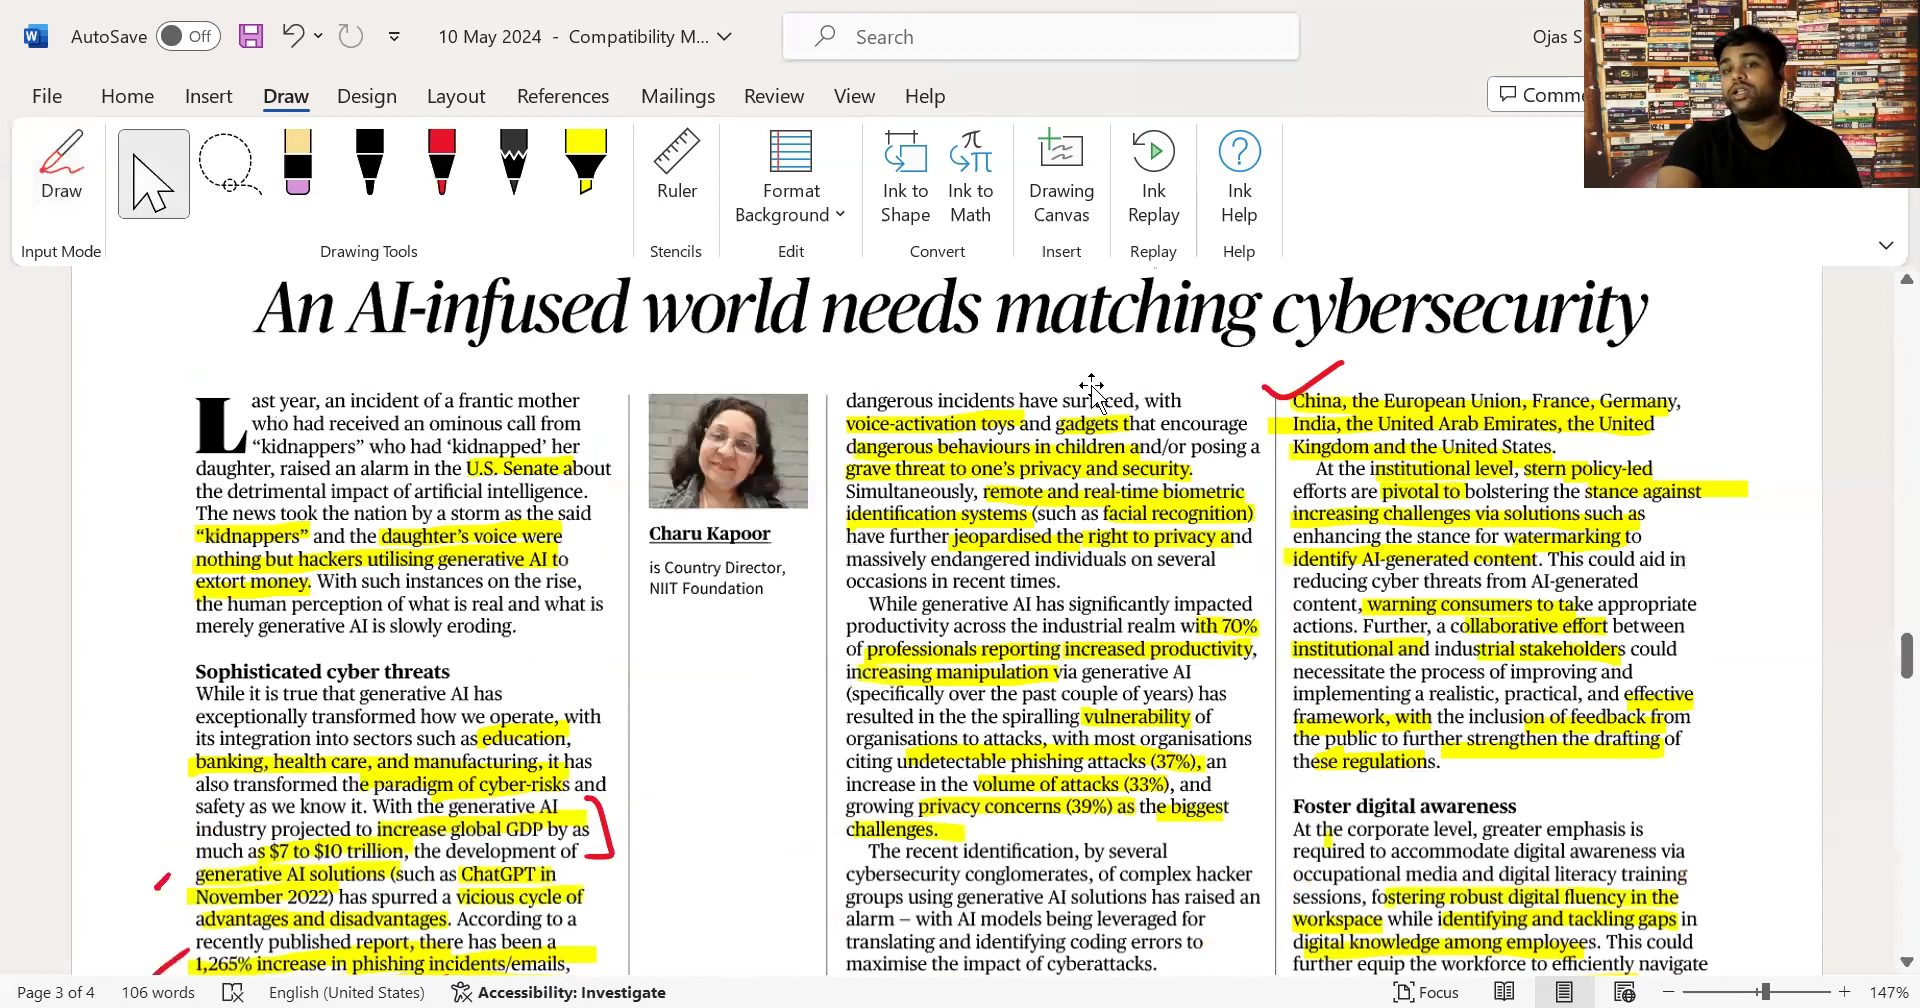 AutoSave Off 10 May 2024 - Compatibility M... Search Ojas S
File Home Insert Draw Design Layout References Mailings Review View Help Comme
Draw Ruler Format Background Ink to Shape Ink to Math Drawing Canvas Ink Replay Ink Help
Input Mode Drawing Tools Stencils Edit Convert Insert Replay Help
An AI-infused world needs matching cybersecurity
Last year, an incident of a frantic mother
who had received an ominous call from
“kidnappers” who had ‘kidnapped’ her
daughter, raised an alarm in the U.S. Senate about
the detrimental impact of artificial intelligence.
The news took the nation by a storm as the said
“kidnappers” and the daughter’s voice were
nothing but hackers utilising generative AI to
extort money. With such instances on the rise,
the human perception of what is real and what is
merely generative AI is slowly eroding.
Sophisticated cyber threats
While it is true that generative AI has
exceptionally transformed how we operate, with
its integration into sectors such as education,
banking, health care, and manufacturing, it has
also transformed the paradigm of cyber-risks and
safety as we know it. With the generative AI
industry projected to increase global GDP by as
much as $7 to $10 trillion, the development of
generative AI solutions (such as ChatGPT in
November 2022) has spurred a vicious cycle of
advantages and disadvantages. According to a
recently published report, there has been a
1,265% increase in phishing incidents/emails,
Charu Kapoor
is Country Director,
NIIT Foundation
dangerous incidents have surfaced, with
voice-activation toys and gadgets that encourage
dangerous behaviours in children and/or posing a
grave threat to one’s privacy and security.
Simultaneously, remote and real-time biometric
identification systems (such as facial recognition)
have further jeopardised the right to privacy and
massively endangered individuals on several
occasions in recent times.
While generative AI has significantly impacted
productivity across the industrial realm with 70%
of professionals reporting increased productivity,
increasing manipulation via generative AI
(specifically over the past couple of years) has
resulted in the the spiralling vulnerability of
organisations to attacks, with most organisations
citing undetectable phishing attacks (37%), an
increase in the volume of attacks (33%), and
growing privacy concerns (39%) as the biggest
challenges.
The recent identification, by several
cybersecurity conglomerates, of complex hacker
groups using generative AI solutions has raised an
alarm – with AI models being leveraged for
translating and identifying coding errors to
maximise the impact of cyberattacks.
China, the European Union, France, Germany,
India, the United Arab Emirates, the United
Kingdom and the United States.
At the institutional level, stern policy-led
efforts are pivotal to bolstering the stance against
increasing challenges via solutions such as
enhancing the stance for watermarking to
identify AI-generated content. This could aid in
reducing cyber threats from AI-generated
content, warning consumers to take appropriate
actions. Further, a collaborative effort between
institutional and industrial stakeholders could
necessitate the process of improving and
implementing a realistic, practical, and effective
framework, with the inclusion of feedback from
the public to further strengthen the drafting of
these regulations.
Foster digital awareness
At the corporate level, greater emphasis is
required to accommodate digital awareness via
occupational media and digital literacy training
sessions, fostering robust digital fluency in the
workspace while identifying and tackling gaps in
digital knowledge among employees. This could
further equip the workforce to efficiently navigate
Page 3 of 4 106 words English (United States) Accessibility: Investigate Focus 147%